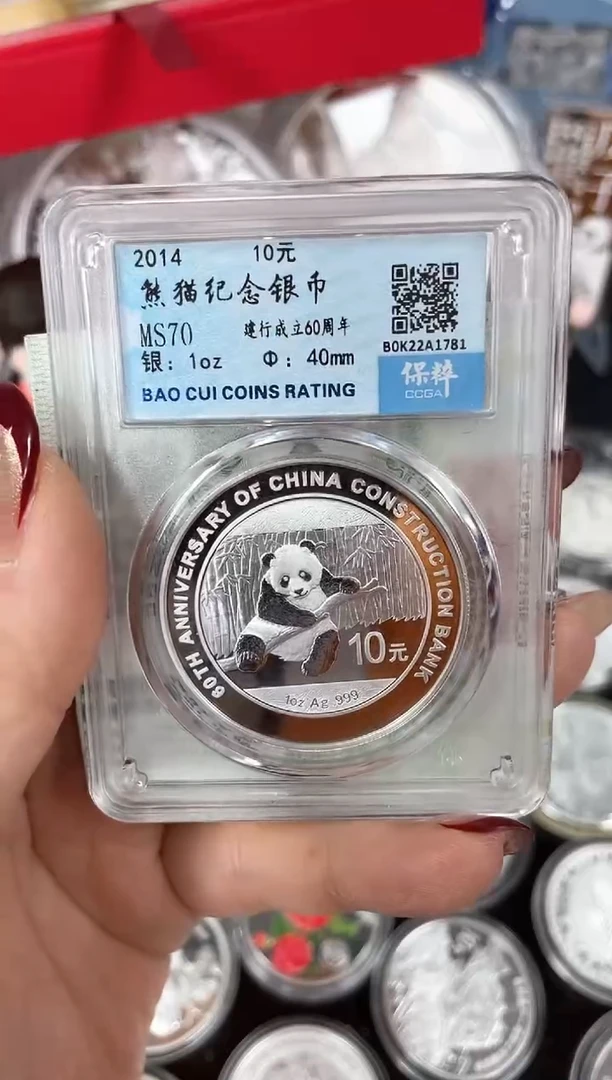 2014 10元
熊猫纪念银币
MS70 建行成立60周年
银: 1oz Φ: 40mm
BAO CUI COINS RATING
B0K22A1781
保粹
CCGA
60TH ANNIVERSARY OF CHINA CONSTRUCTION BANK
10元
1oz Ag .999